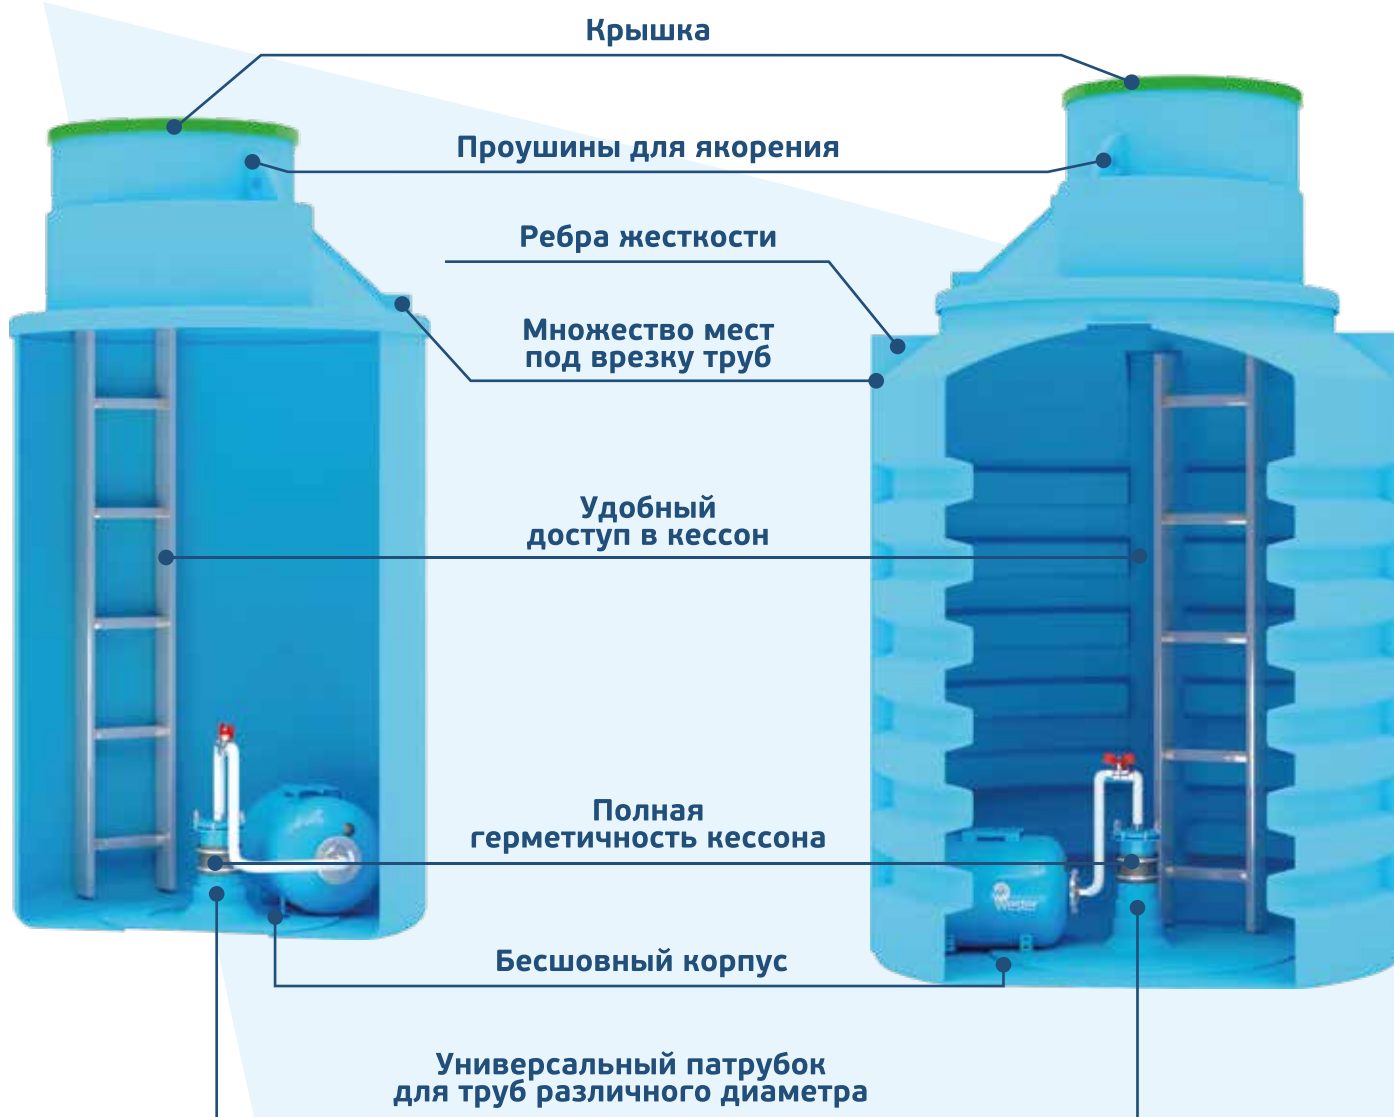 Крышка
Проушины для якорения
Ребра жесткости
Множество мест
под врезку труб
Удобный
доступ в кессон
Полная
герметичность кессона
Wester
Бесшовный корпус
Универсальный патрубок
для труб различного диаметра